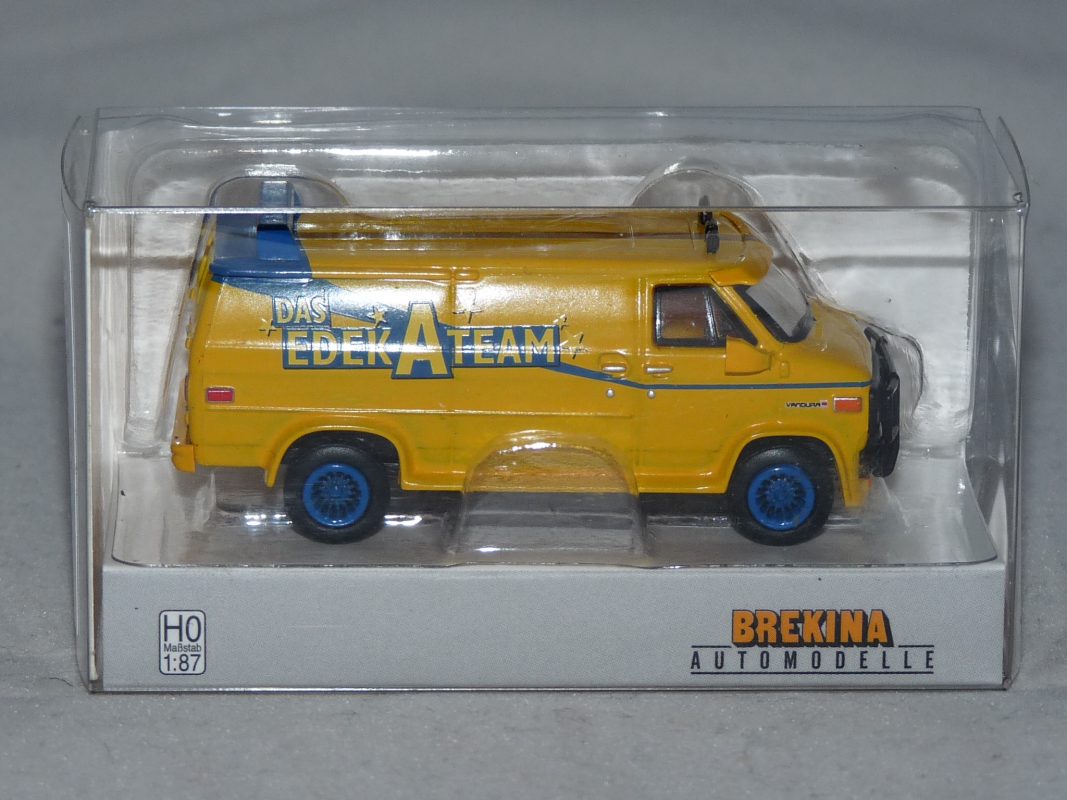 DAS
EDEKA TEAM
VANDURA
H0
Maßstab
1:87
BREKINA
AUTOMODELLE